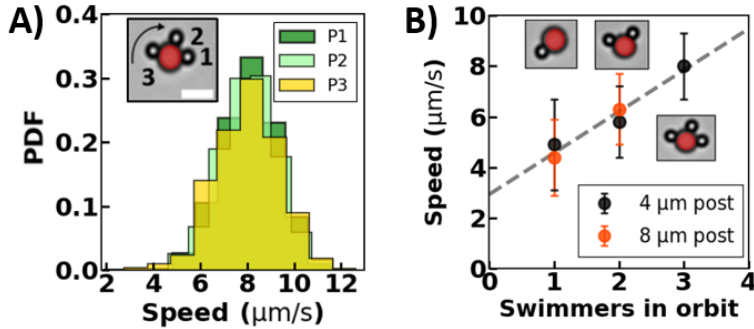 A)
PDF
0.4
0.3
0.2
0.1
0.0
2
1
3
P1
P2
P3
2 4 6 8 10 12
Speed (μm/s)
B)
Speed (μm/s)
10
8
6
4
2
0
4 μm post
8 μm post
0 1 2 3 4
Swimmers in orbit